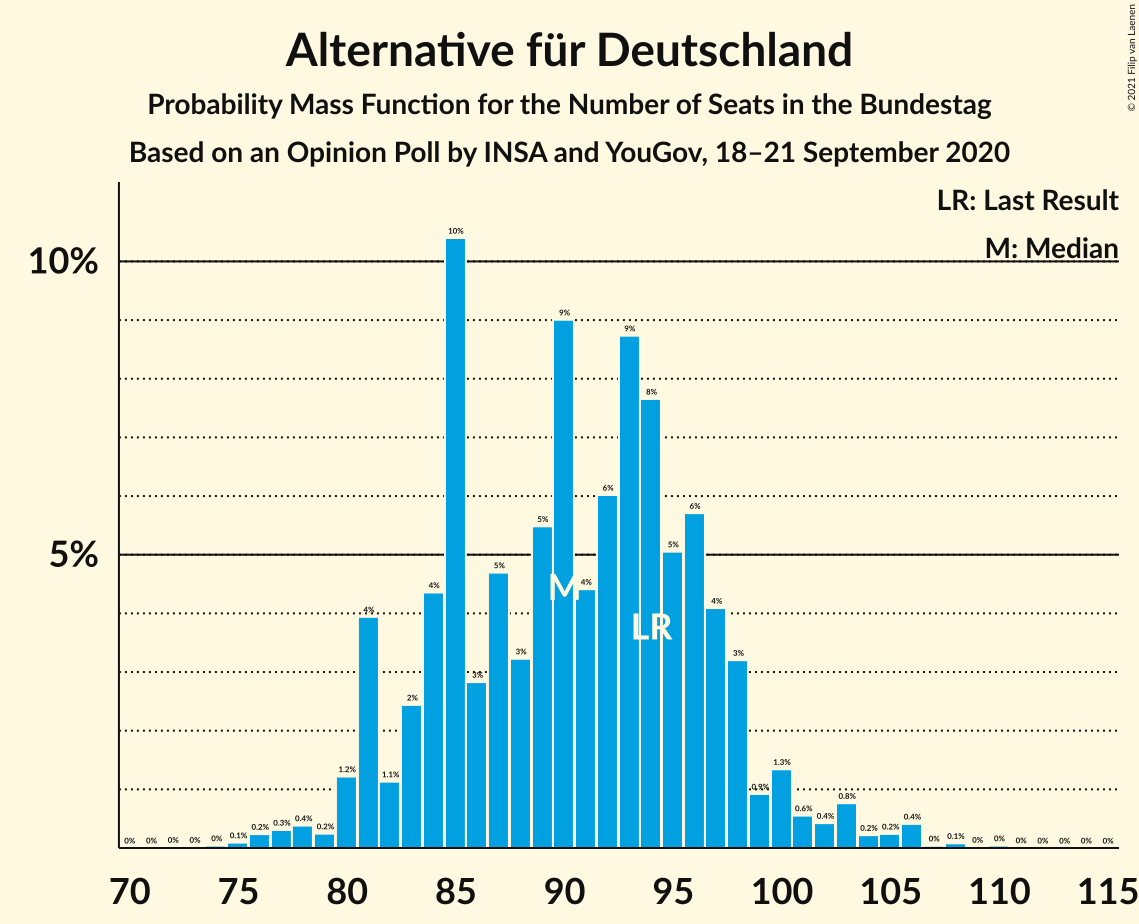 © 2021 Filip van Laenen
Alternative für Deutschland
Probability Mass Function for the Number of Seats in the Bundestag
Based on an Opinion Poll by INSA and YouGov, 18–21 September 2020
LR: Last Result
M: Median
10%
5%
0% 0% 0% 0% 0% 0.1% 0.2% 0.3% 0.4% 0.2% 1.2% 4% 1.1% 2% 4% 10% 3% 5% 3% 5% 9% 4% 6% 9% 8% 5% 6% 4% 3% 0.9% 1.3% 0.6% 0.4% 0.8% 0.2% 0.2% 0.4% 0% 0.1% 0% 0% 0% 0% 0% 0% 0%
M
LR
70 75 80 85 90 95 100 105 110 115